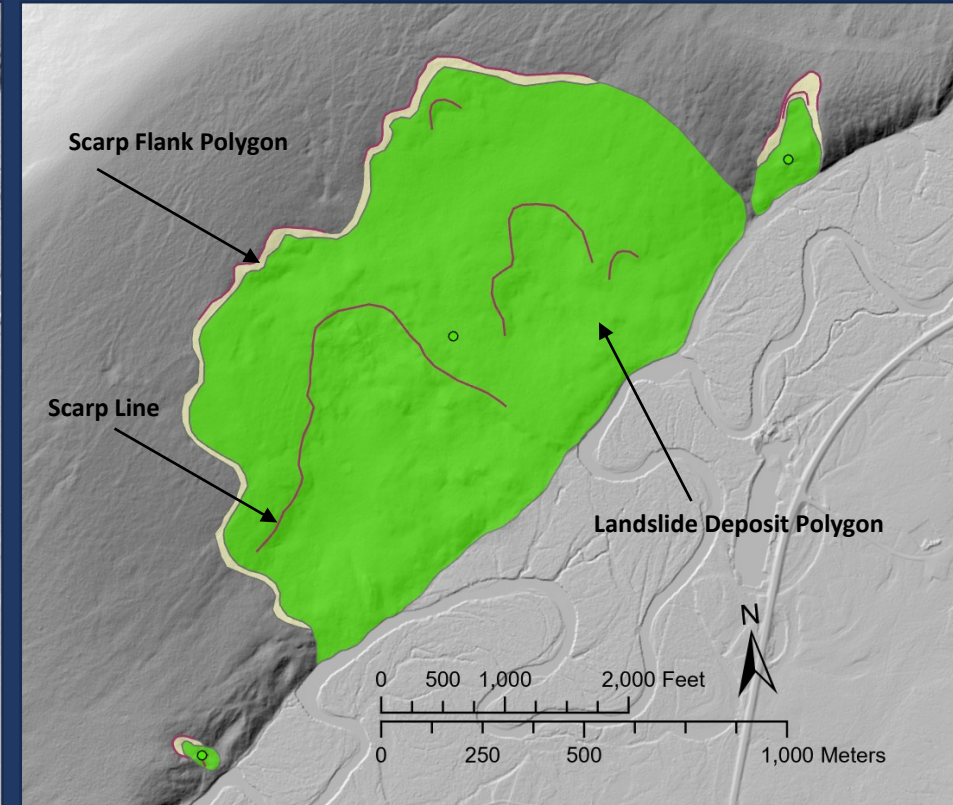 Scarp Flank Polygon
Scarp Line
Landslide Deposit Polygon
N
0 500 1,000 2,000 Feet
0 250 500 1,000 Meters